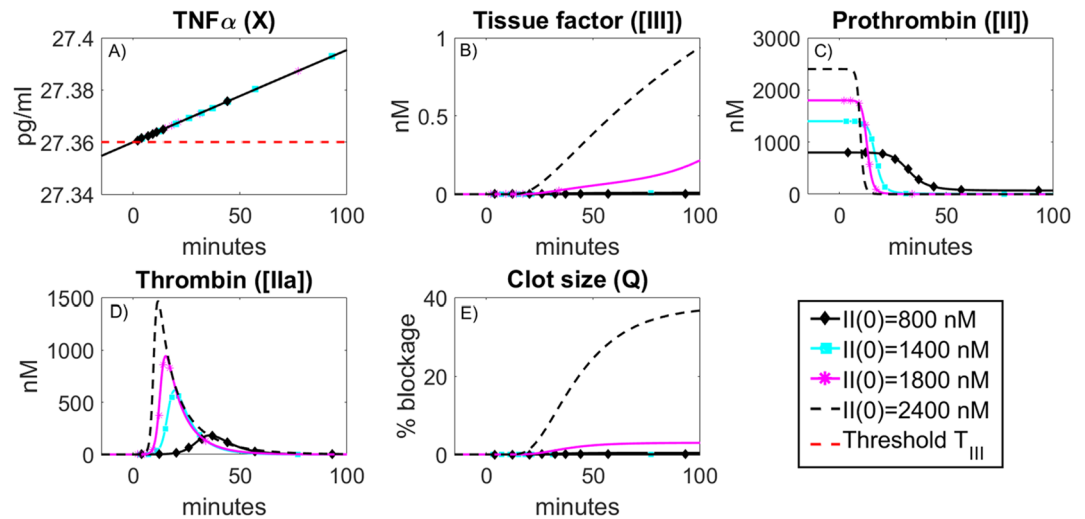 TNFα (X)
A)
27.4
27.38
27.36
27.34
pg/ml
0
50
100
minutes
Tissue factor ([III])
B)
1
0.5
0
nM
0
50
100
minutes
Prothrombin ([II])
C)
3000
2000
1000
0
nM
0
50
100
minutes
Thrombin ([IIa])
D)
1500
1000
500
0
nM
0
50
100
minutes
Clot size (Q)
E)
40
20
0
% blockage
0
50
100
minutes
II(0)=800 nM
II(0)=1400 nM
II(0)=1800 nM
II(0)=2400 nM
Threshold T_III